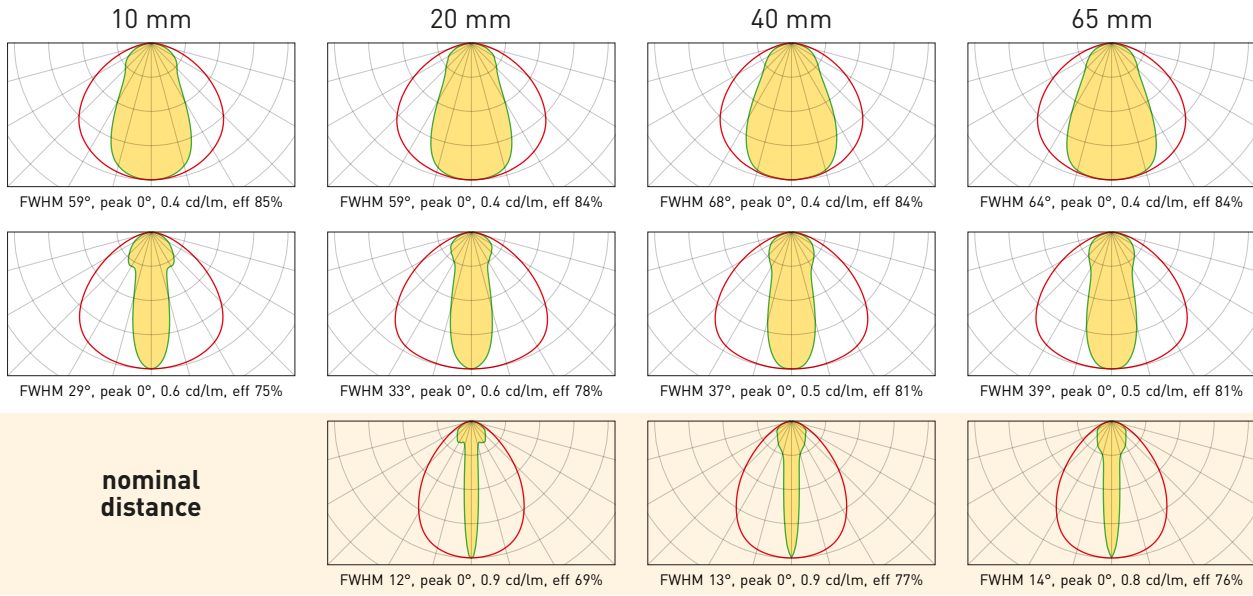 10 mm
20 mm
40 mm
65 mm
FWHM 59°, peak 0°, 0.4 cd/lm, eff 85%
FWHM 59°, peak 0°, 0.4 cd/lm, eff 84%
FWHM 68°, peak 0°, 0.4 cd/lm, eff 84%
FWHM 64°, peak 0°, 0.4 cd/lm, eff 84%
FWHM 29°, peak 0°, 0.6 cd/lm, eff 75%
FWHM 33°, peak 0°, 0.6 cd/lm, eff 78%
FWHM 37°, peak 0°, 0.5 cd/lm, eff 81%
FWHM 39°, peak 0°, 0.5 cd/lm, eff 81%
nominal
distance
FWHM 12°, peak 0°, 0.9 cd/lm, eff 69%
FWHM 13°, peak 0°, 0.9 cd/lm, eff 77%
FWHM 14°, peak 0°, 0.8 cd/lm, eff 76%